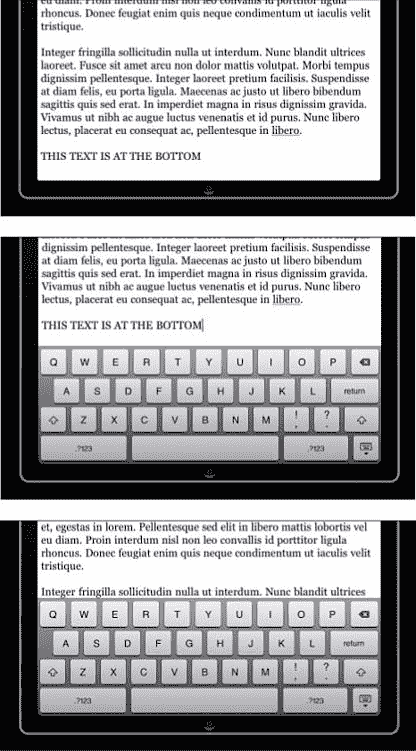 eu diam. Proin interdum nisl non leo convallis id porttitor ligula
rhoncus. Donec feugiat enim quis neque condimentum ut iaculis velit
tristique.
Integer fringilla sollicitudin nulla ut interdum. Nunc blandit ultrices
laoreet. Fusce sit amet arcu non dolor mattis volutpat. Morbi tempus
dignissim pellentesque. Integer laoreet pretium facilisis. Suspendisse
at diam felis, eu porta ligula. Maecenas ac justo ut libero bibendum
sagittis quis sed erat. In imperdiet magna in risus dignissim gravida.
Vivamus ut nibh ac augue luctus venenatis et id purus. Nunc libero
lectus, placerat eu consequat ac, pellentesque in libero.
THIS TEXT IS AT THE BOTTOM
dignissim pellentesque. Integer laoreet pretium facilisis. Suspendisse
at diam felis, eu porta ligula. Maecenas ac justo ut libero bibendum
sagittis quis sed erat. In imperdiet magna in risus dignissim gravida.
Vivamus ut nibh ac augue luctus venenatis et id purus. Nunc libero
lectus, placerat eu consequat ac, pellentesque in libero.
THIS TEXT IS AT THE BOTTOM
Q W E R T Y U I O P
A S D F G H J K L return
Z X C V B N M ! , ? .
.?123 .?123
et, egestas in lorem. Pellentesque sed elit in libero mattis lobortis vel
eu diam. Proin interdum nisl non leo convallis id porttitor ligula
rhoncus. Donec feugiat enim quis neque condimentum ut iaculis velit
tristique.
Integer fringilla sollicitudin nulla ut interdum. Nunc blandit ultrices
Q W E R T Y U I O P
A S D F G H J K L return
Z X C V B N M ! , ? .
.?123 .?123